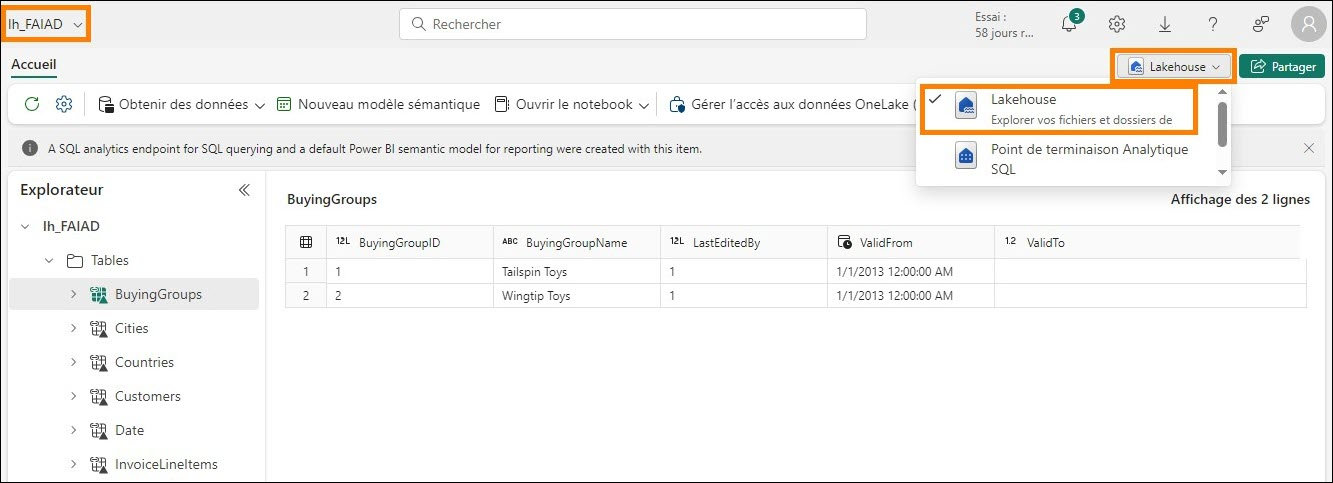 lh_FAIAD
Rechercher
Essai :
58 jours r...
3
Accueil
Lakehouse
Partager
Obtenir des données
Nouveau modèle sémantique
Ouvrir le notebook
Gérer l'accès aux données OneLake (
Lakehouse
Explorer vos fichiers et dossiers de
Point de terminaison Analytique
SQL
A SQL analytics endpoint for SQL querying and a default Power BI semantic model for reporting were created with this item.
Explorateur
lh_FAIAD
Tables
BuyingGroups
Cities
Countries
Customers
Date
InvoiceLineItems
BuyingGroups
Affichage des 2 lignes
12L BuyingGroupID ABC BuyingGroupName 12L LastEditedBy ValidFrom 1.2 ValidTo
1 1 Tailspin Toys 1 1/1/2013 12:00:00 AM
2 2 Wingtip Toys 1 1/1/2013 12:00:00 AM